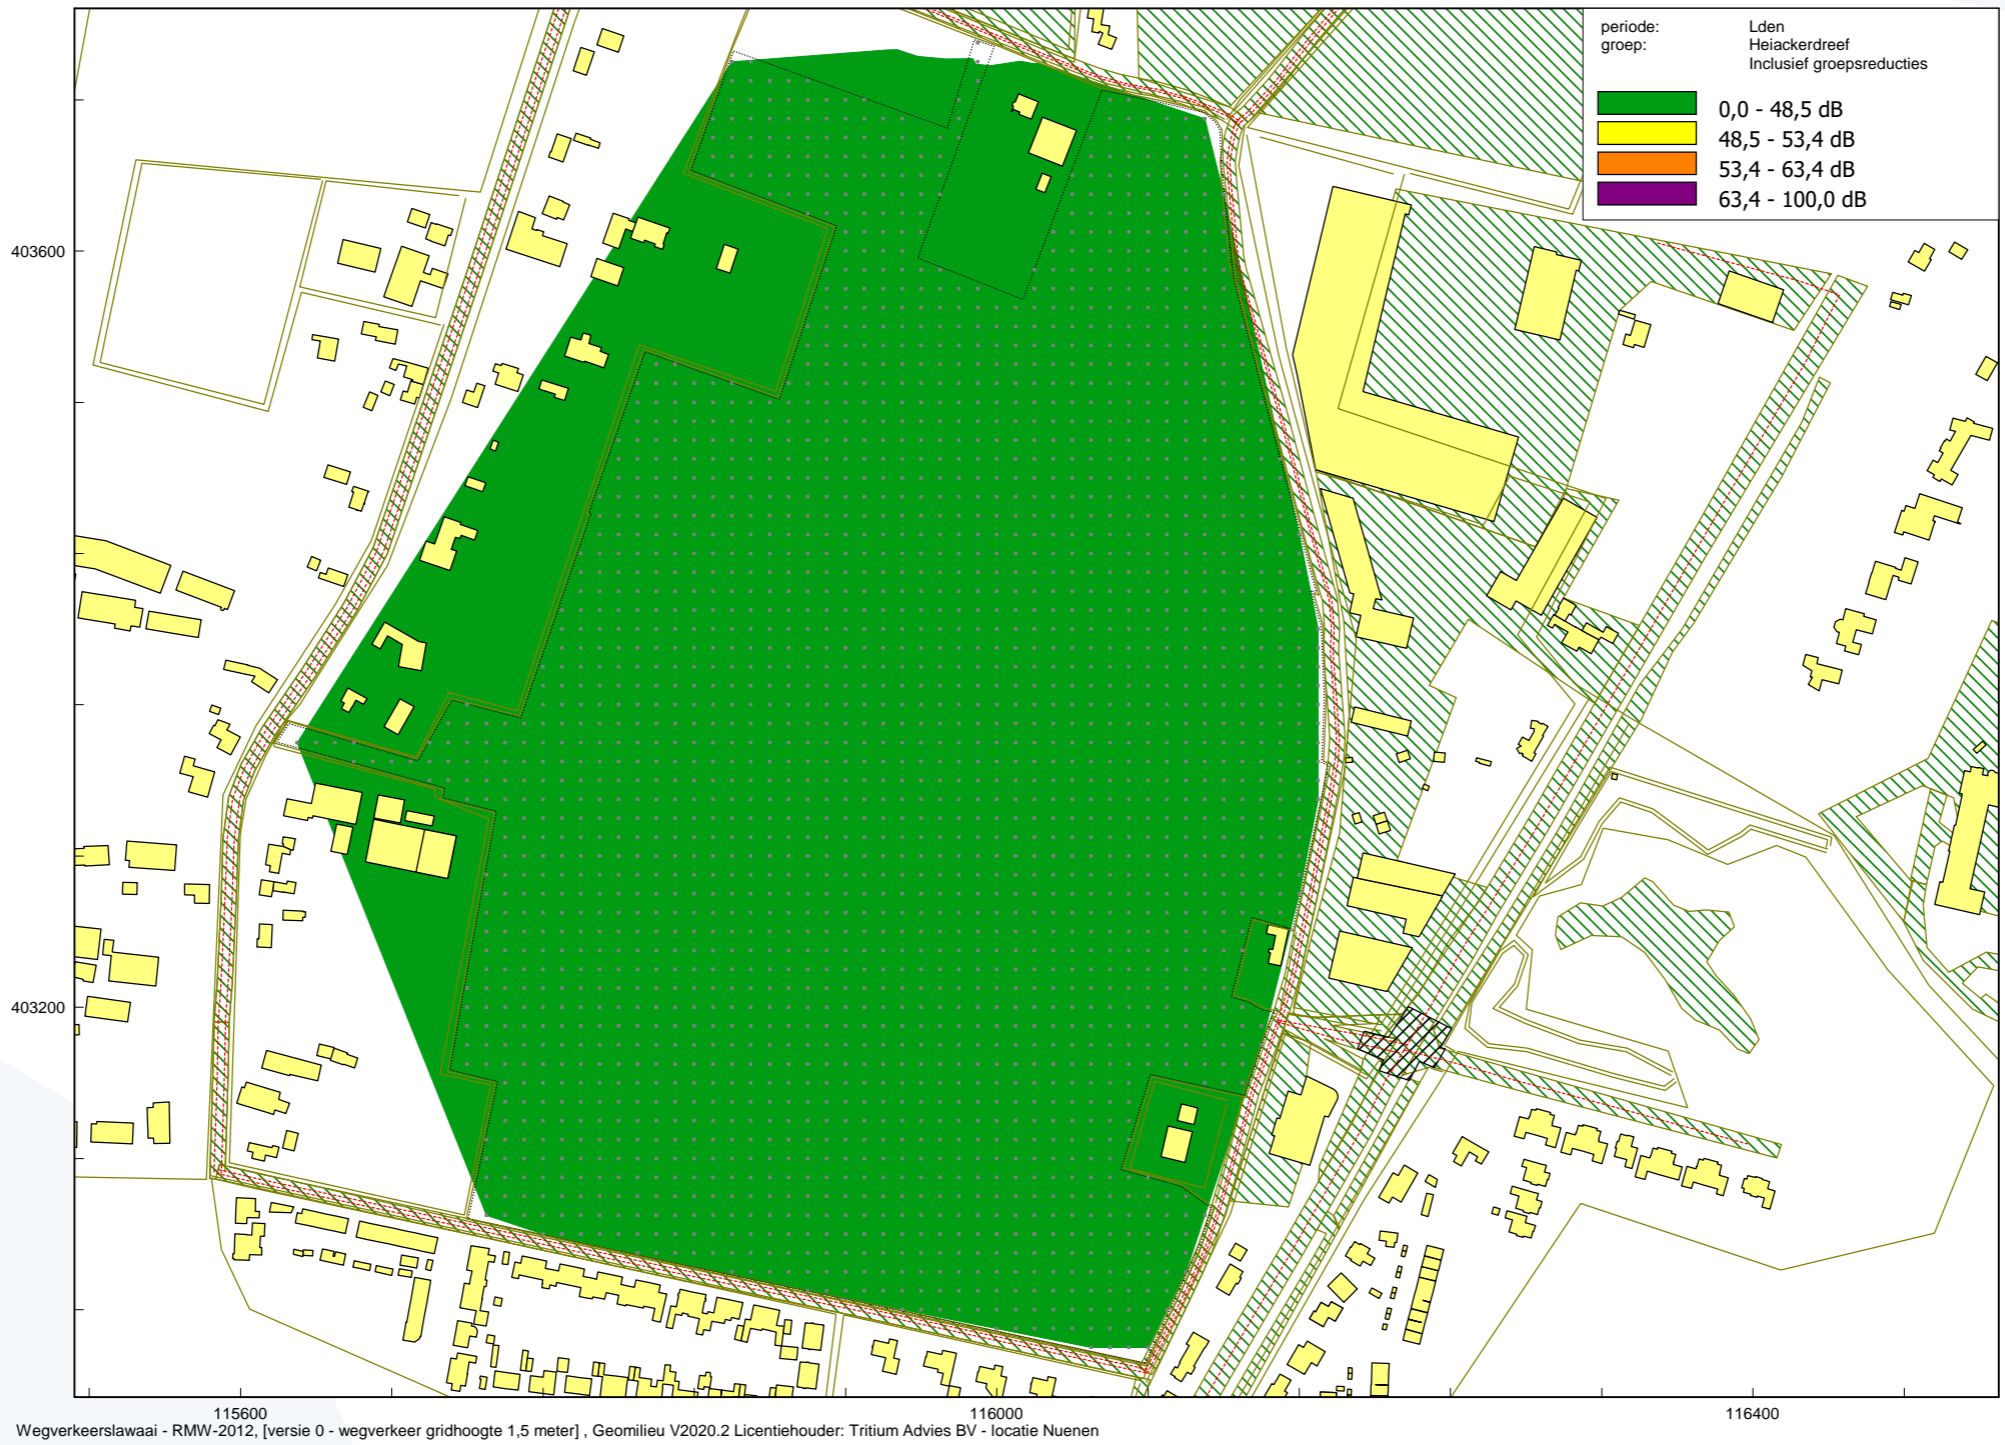 periode: Lden
groep: Heiackerdreef
Inclusief groepsreducties
0,0 - 48,5 dB
48,5 - 53,4 dB
53,4 - 63,4 dB
63,4 - 100,0 dB
403600
403200
115600 116000 116400
Wegverkeerslawaai - RMW-2012, [versie 0 - wegverkeer gridhoogte 1,5 meter] , Geomilieu V2020.2 Licentiehouder: Tritium Advies BV - locatie Nuenen